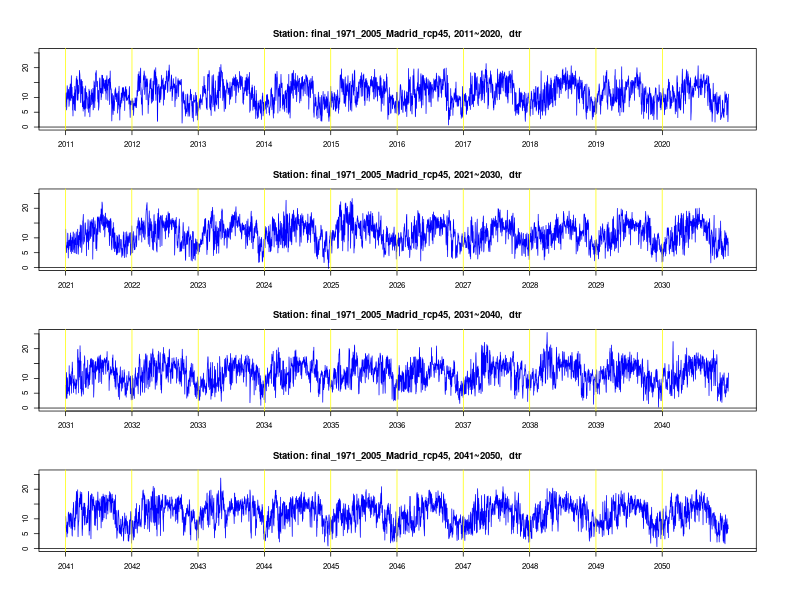 Station: final_1971_2005_Madrid_rcp45, 2011~2020, dtr
20
10
5
0
2011 2012 2013 2014 2015 2016 2017 2018 2019 2020
Station: final_1971_2005_Madrid_rcp45, 2021~2030, dtr
20
10
5
0
2021 2022 2023 2024 2025 2026 2027 2028 2029 2030
Station: final_1971_2005_Madrid_rcp45, 2031~2040, dtr
20
10
5
0
2031 2032 2033 2034 2035 2036 2037 2038 2039 2040
Station: final_1971_2005_Madrid_rcp45, 2041~2050, dtr
20
10
5
0
2041 2042 2043 2044 2045 2046 2047 2048 2049 2050